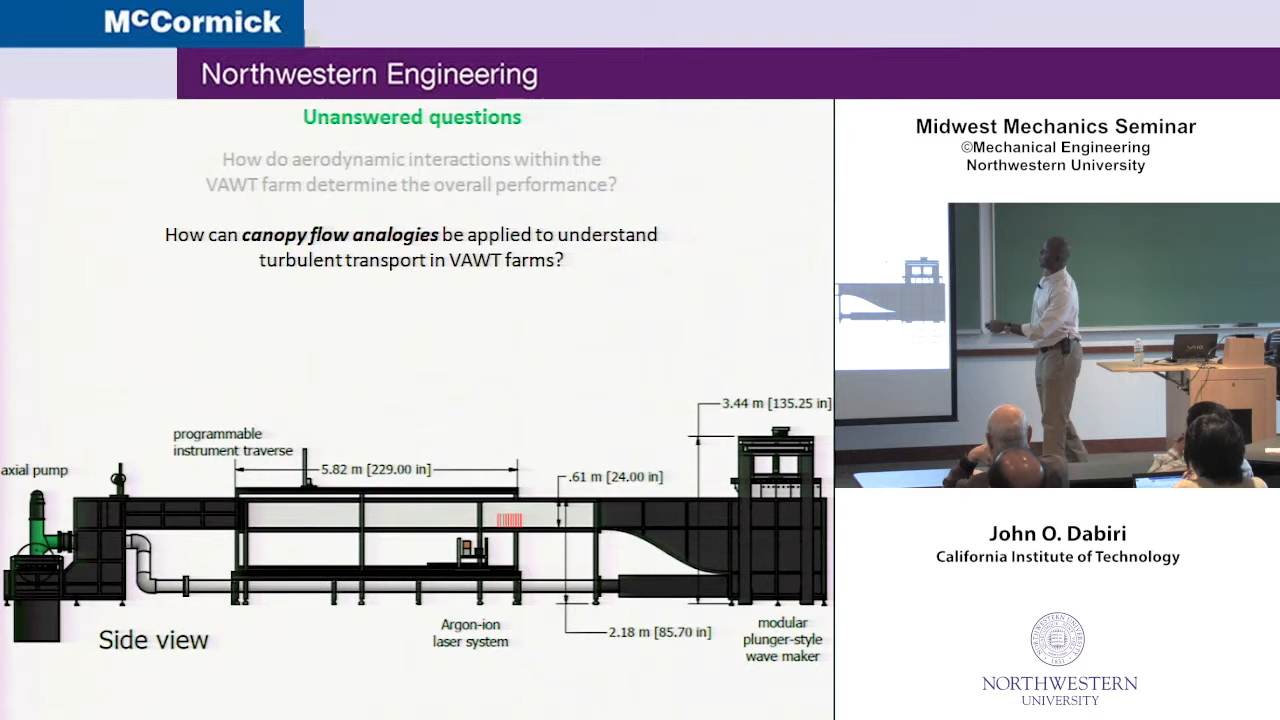 McCormick
Northwestern Engineering
Unanswered questions
How do aerodynamic interactions within the
VAWT farm determine the overall performance?
How can canopy flow analogies be applied to understand
turbulent transport in VAWT farms?
3.44 m [135.25 in]
programmable
instrument traverse
axial pump
5.82 m [229.00 in]
.61 m [24.00 in]
Side view
Argon-ion
laser system
2.18 m [85.70 in]
modular
plunger-style
wave maker
Midwest Mechanics Seminar
©Mechanical Engineering
Northwestern University
VAIO
John O. Dabiri
California Institute of Technology
1851
NORTHWESTERN
UNIVERSITY